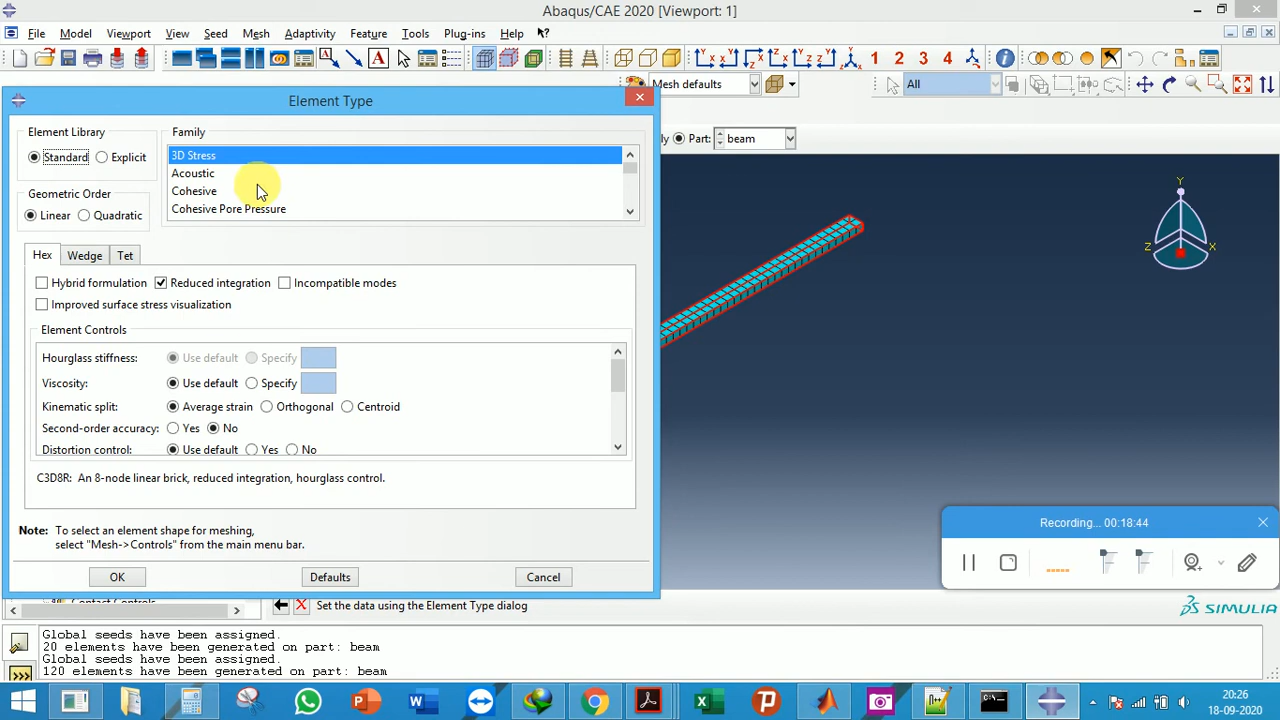 Abaqus/CAE 2020 [Viewport: 1]
File Model Viewport View Seed Mesh Adaptivity Feature Tools Plug-ins Help
A 1 2 3 4
Mesh defaults All
Element Type
Part: beam
Element Library
Standard Explicit
Family
3D Stress
Acoustic
Cohesive
Cohesive Pore Pressure
Geometric Order
Linear Quadratic
Y
Z X
Hex Wedge Tet
Hybrid formulation Reduced integration Incompatible modes
Improved surface stress visualization
Element Controls
Hourglass stiffness: Use default Specify
Viscosity: Use default Specify
Kinematic split: Average strain Orthogonal Centroid
Second-order accuracy: Yes No
Distortion control: Use default Yes No
C3D8R: An 8-node linear brick, reduced integration, hourglass control.
Note: To select an element shape for meshing,
select "Mesh->Controls" from the main menu bar.
OK Defaults Cancel
Recording... 00:18:44
Contact Controls
Set the data using the Element Type dialog
SIMULIA
Global seeds have been assigned.
20 elements have been generated on part: beam
Global seeds have been assigned.
120 elements have been generated on part: beam
20:26
18-09-2020